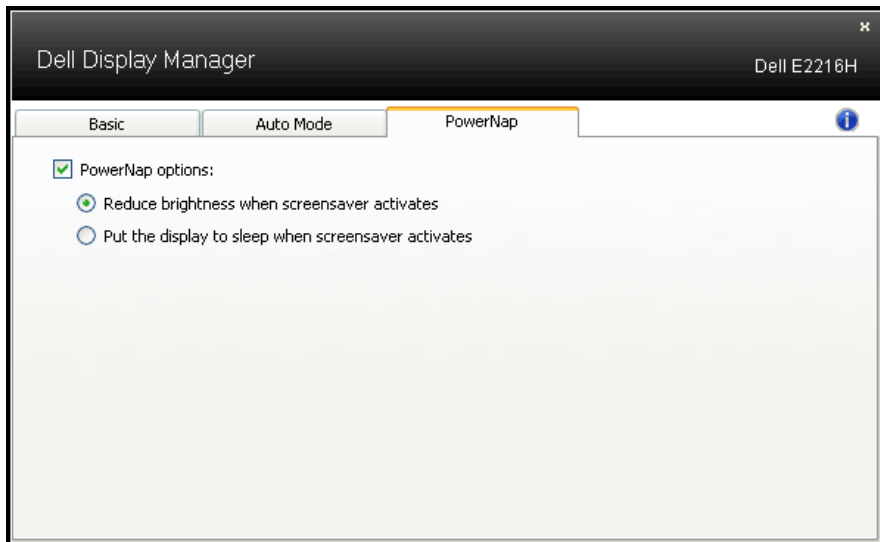 Dell Display Manager
Dell E2216H
Basic
Auto Mode
PowerNap
PowerNap options:
Reduce brightness when screensaver activates
Put the display to sleep when screensaver activates